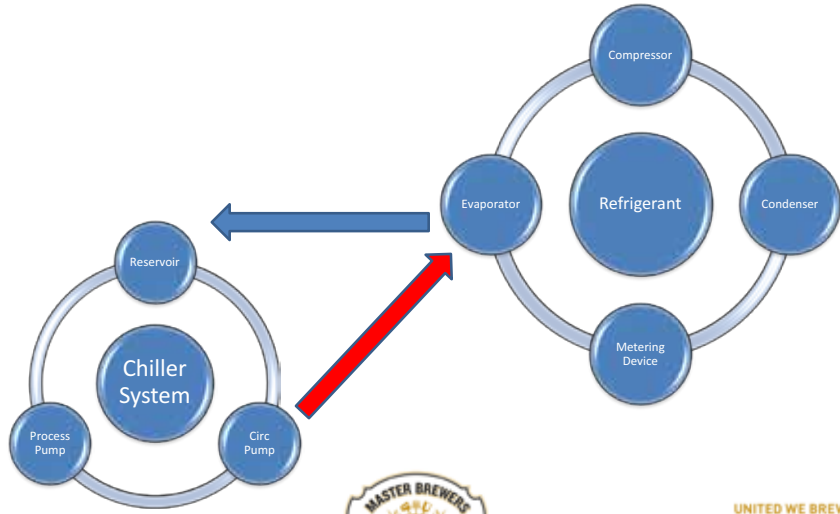 Compressor
Evaporator
Refrigerant
Condenser
Reservoir
Chiller
System
Metering
Device
Process
Pump
Circ
Pump
MASTER BREWERS
UNITED WE BREW